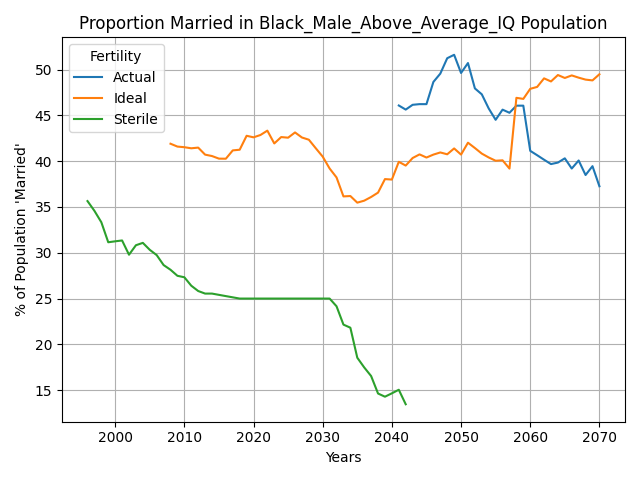 Proportion Married in Black_Male_Above_Average_IQ Population
Fertility
Actual
Ideal
Sterile
% of Population 'Married'
50
45
40
35
30
25
20
15
2000 2010 2020 2030 2040 2050 2060 2070
Years